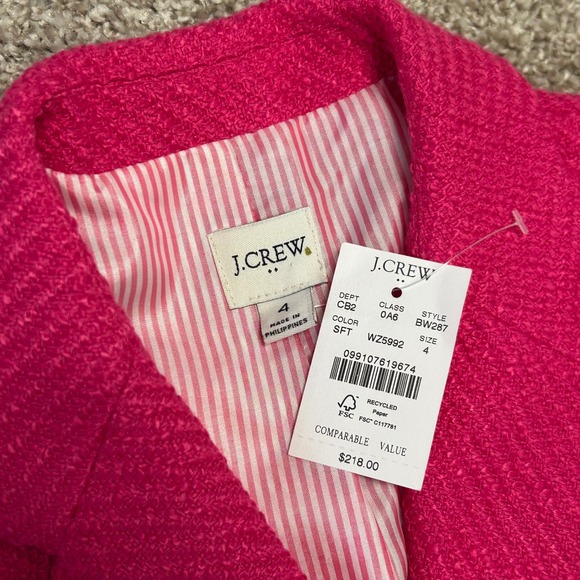 J.CREW
4
MADE IN
PHILIPPINES
J.CREW
DEPT CLASS STYLE
CB2 0A6 BW287
COLOR SIZE
SFT WZ5992 4
099107619674
FSC
RECYCLED
Paper
FSC® C117781
COMPARABLE VALUE
$218.00